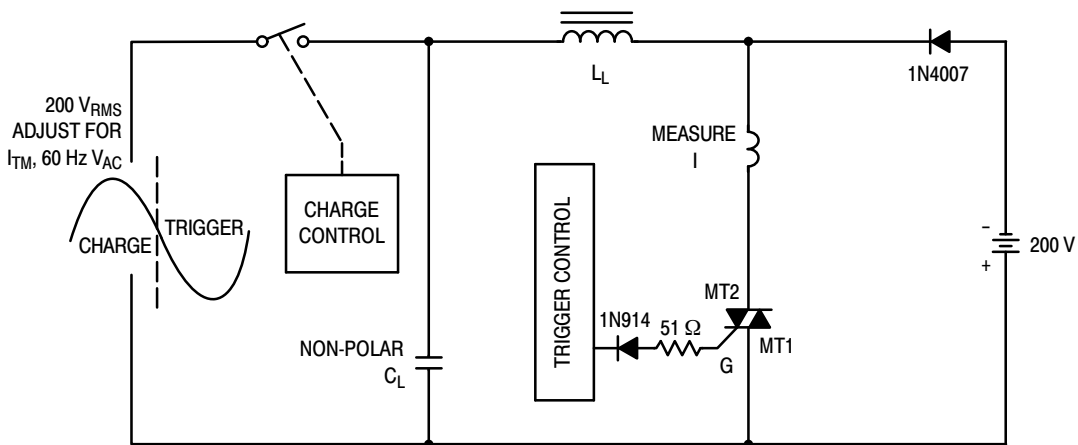 200 VRMS
ADJUST FOR
ITM, 60 Hz VAC
TRIGGER
CHARGE
CHARGE
CONTROL
NON-POLAR
CL
LL
TRIGGER CONTROL
MEASURE
I
1N914
51 Ω
G
MT2
MT1
1N4007
-
+
200 V